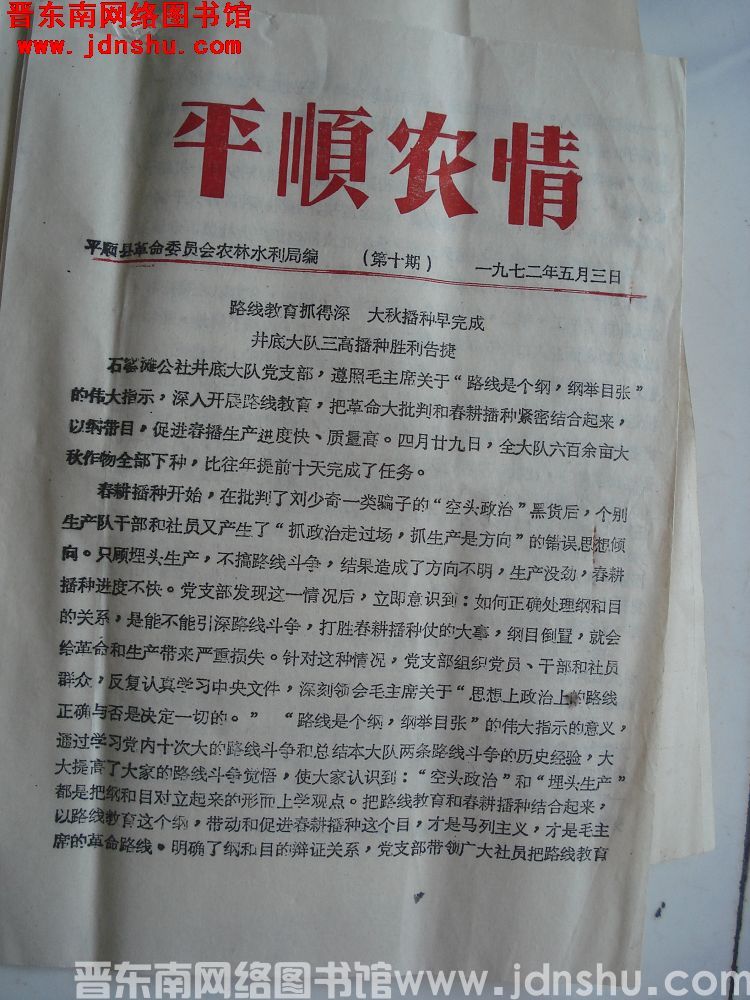 晋东南网络图书馆
www.jdnshu.com
平順农情
平顺县革命委员会农林水利局编 （第十期） 一九七二年五月三日
路线教育抓得深 大秋播种早完成
井底大队三高播种胜利告捷
石窰滩公社井底大队党支部，遵照毛主席关于“路线是个纲，纲举目张”
的伟大指示，深入开展路线教育，把革命大批判和春耕播种紧密结合起来，
以纲带目，促进春播生产进度快、质量高。四月廿九日，全大队六百余亩大
秋作物全部下种，比往年提前十天完成了任务。
春耕播种开始，在批判了刘少奇一类骗子的“空头政治”黑货后，个别
生产队干部和社员又产生了“抓政治走过场，抓生产是方向”的错误思想倾
向。只顾埋头生产，不搞路线斗争，结果造成了方向不明，生产没劲，春耕
播种进度不快。党支部发现这一情况后，立即意识到：如何正确处理纲和目
的关系，是能不能引深路线斗争，打胜春耕播种仗的大事，纲目倒置，就会
给革命和生产带来严重损失。针对这种情况，党支部组织党员、干部和社员
群众，反复认真学习中央文件，深刻领会毛主席关于“思想上政治上的路线
正确与否是决定一切的。” “路线是个纲，纲举目张”的伟大指示的意义，
通过学习党内十次大的路线斗争和总结本大队两条路线斗争的历史经验，大
大提高了大家的路线斗争觉悟，使大家认识到：“空头政治”和“埋头生产”
都是把纲和目对立起来的形而上学观点。把路线教育和春耕播种结合起来，
以路线教育这个纲，带动和促进春耕播种这个目，才是马列主义，才是毛主
席的革命路线。明确了纲和目的辩证关系，党支部带领广大社员把路线教育
晋东南网络图书馆www.jdnshu.com